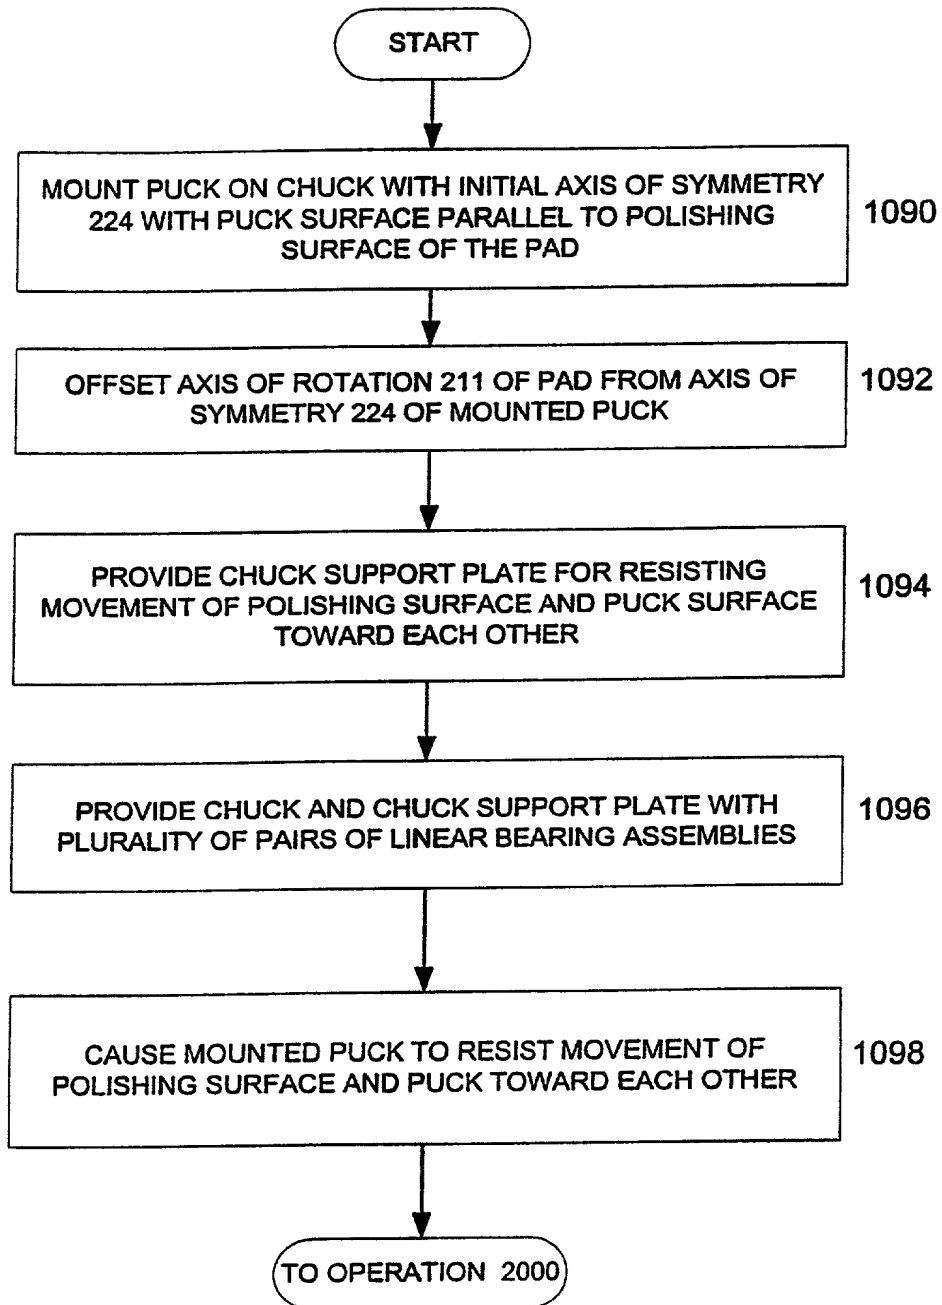 START
MOUNT PUCK ON CHUCK WITH INITIAL AXIS OF SYMMETRY
224 WITH PUCK SURFACE PARALLEL TO POLISHING
SURFACE OF THE PAD
1090
OFFSET AXIS OF ROTATION 211 OF PAD FROM AXIS OF
SYMMETRY 224 OF MOUNTED PUCK
1092
PROVIDE CHUCK SUPPORT PLATE FOR RESISTING
MOVEMENT OF POLISHING SURFACE AND PUCK SURFACE
TOWARD EACH OTHER
1094
PROVIDE CHUCK AND CHUCK SUPPORT PLATE WITH
PLURALITY OF PAIRS OF LINEAR BEARING ASSEMBLIES
1096
CAUSE MOUNTED PUCK TO RESIST MOVEMENT OF
POLISHING SURFACE AND PUCK TOWARD EACH OTHER
1098
TO OPERATION 2000